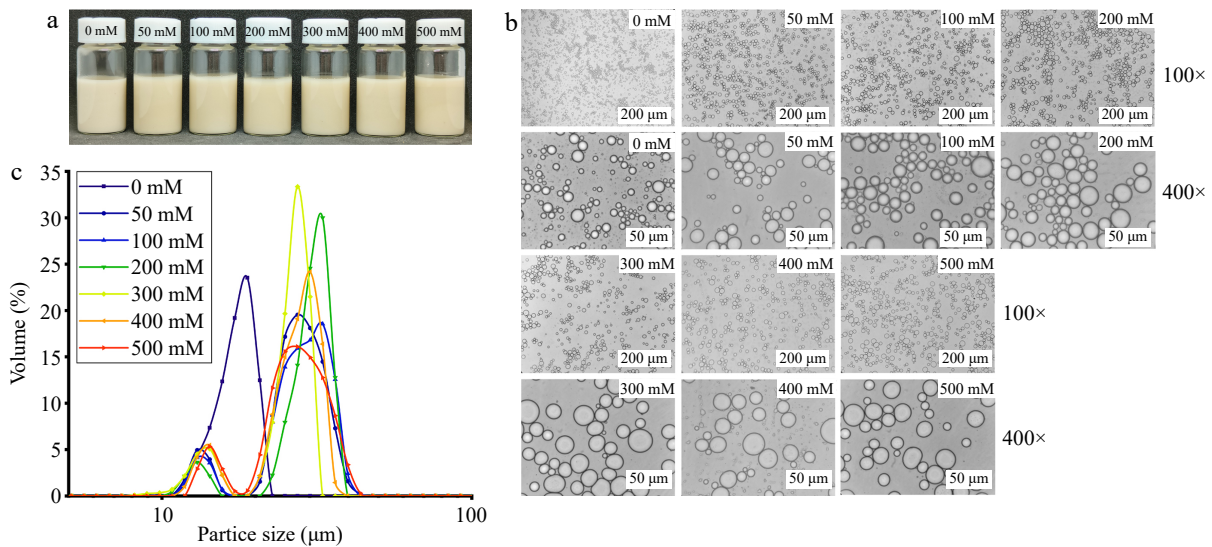 a
0 mM 50 mM 100 mM 200 mM 300 mM 400 mM 500 mM
b
0 mM 50 mM 100 mM 200 mM
200 μm 200 μm 200 μm 200 μm
100×
0 mM 50 mM 100 mM 200 mM
50 μm 50 μm 50 μm 50 μm
400×
300 mM 400 mM 500 mM
200 μm 200 μm 200 μm
100×
300 mM 400 mM 500 mM
50 μm 50 μm 50 μm
400×
c
35
30
25
20
15
10
5
0
Volume (%)
0 mM
50 mM
100 mM
200 mM
300 mM
400 mM
500 mM
10 100
Partice size (μm)